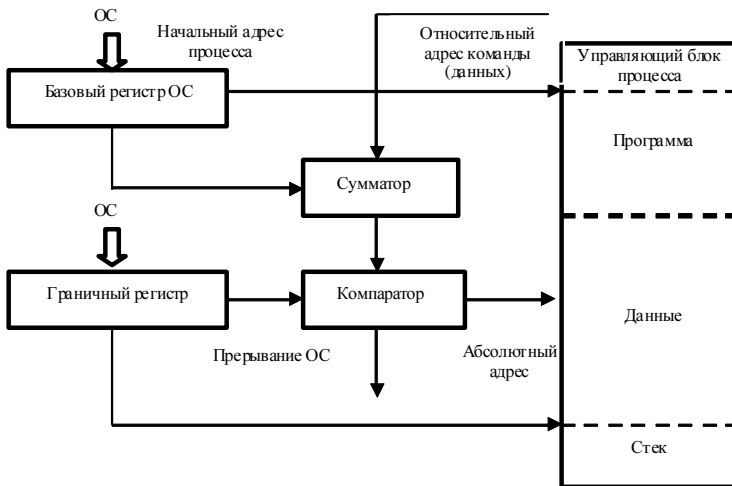 ОС
Начальный адрес
процесса
Относительный
адрес команды
(данных)
Управляющий блок
процесса
Базовый регистр ОС
Программа
Сумматор
ОС
Граничный регистр
Компаратор
Данные
Прерывание ОС
Абсолютный
адрес
Стек